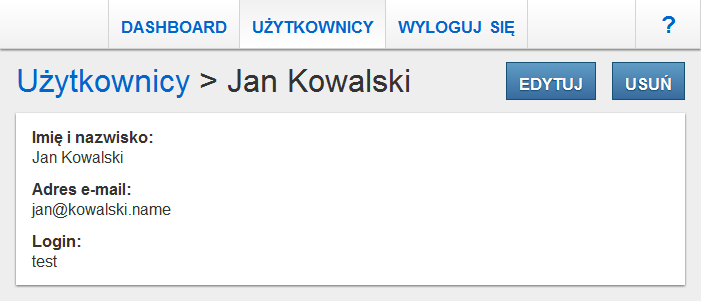 DASHBOARD UŻYTKOWNICY WYLOGUJ SIĘ ?
Użytkownicy > Jan Kowalski EDYTUJ USUŃ
Imię i nazwisko:
Jan Kowalski
Adres e-mail:
jan@kowalski.name
Login:
test